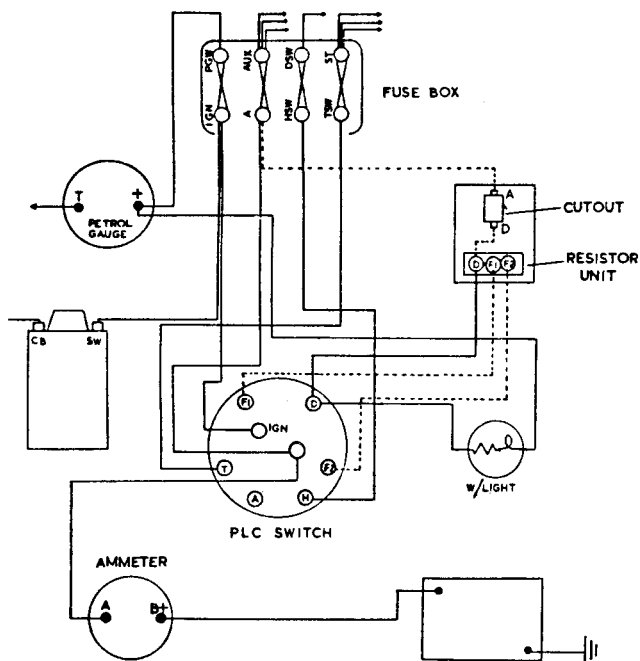 PGW AUX DSW ST
IGN A HSW TSW
FUSE BOX
T +
PETROL
GAUGE
A
CUTOUT
D
D F1 F2
RESISTOR
UNIT
CB SW
F1 D
IGN
T F2
A H
W/LIGHT
PLC SWITCH
AMMETER
A B+